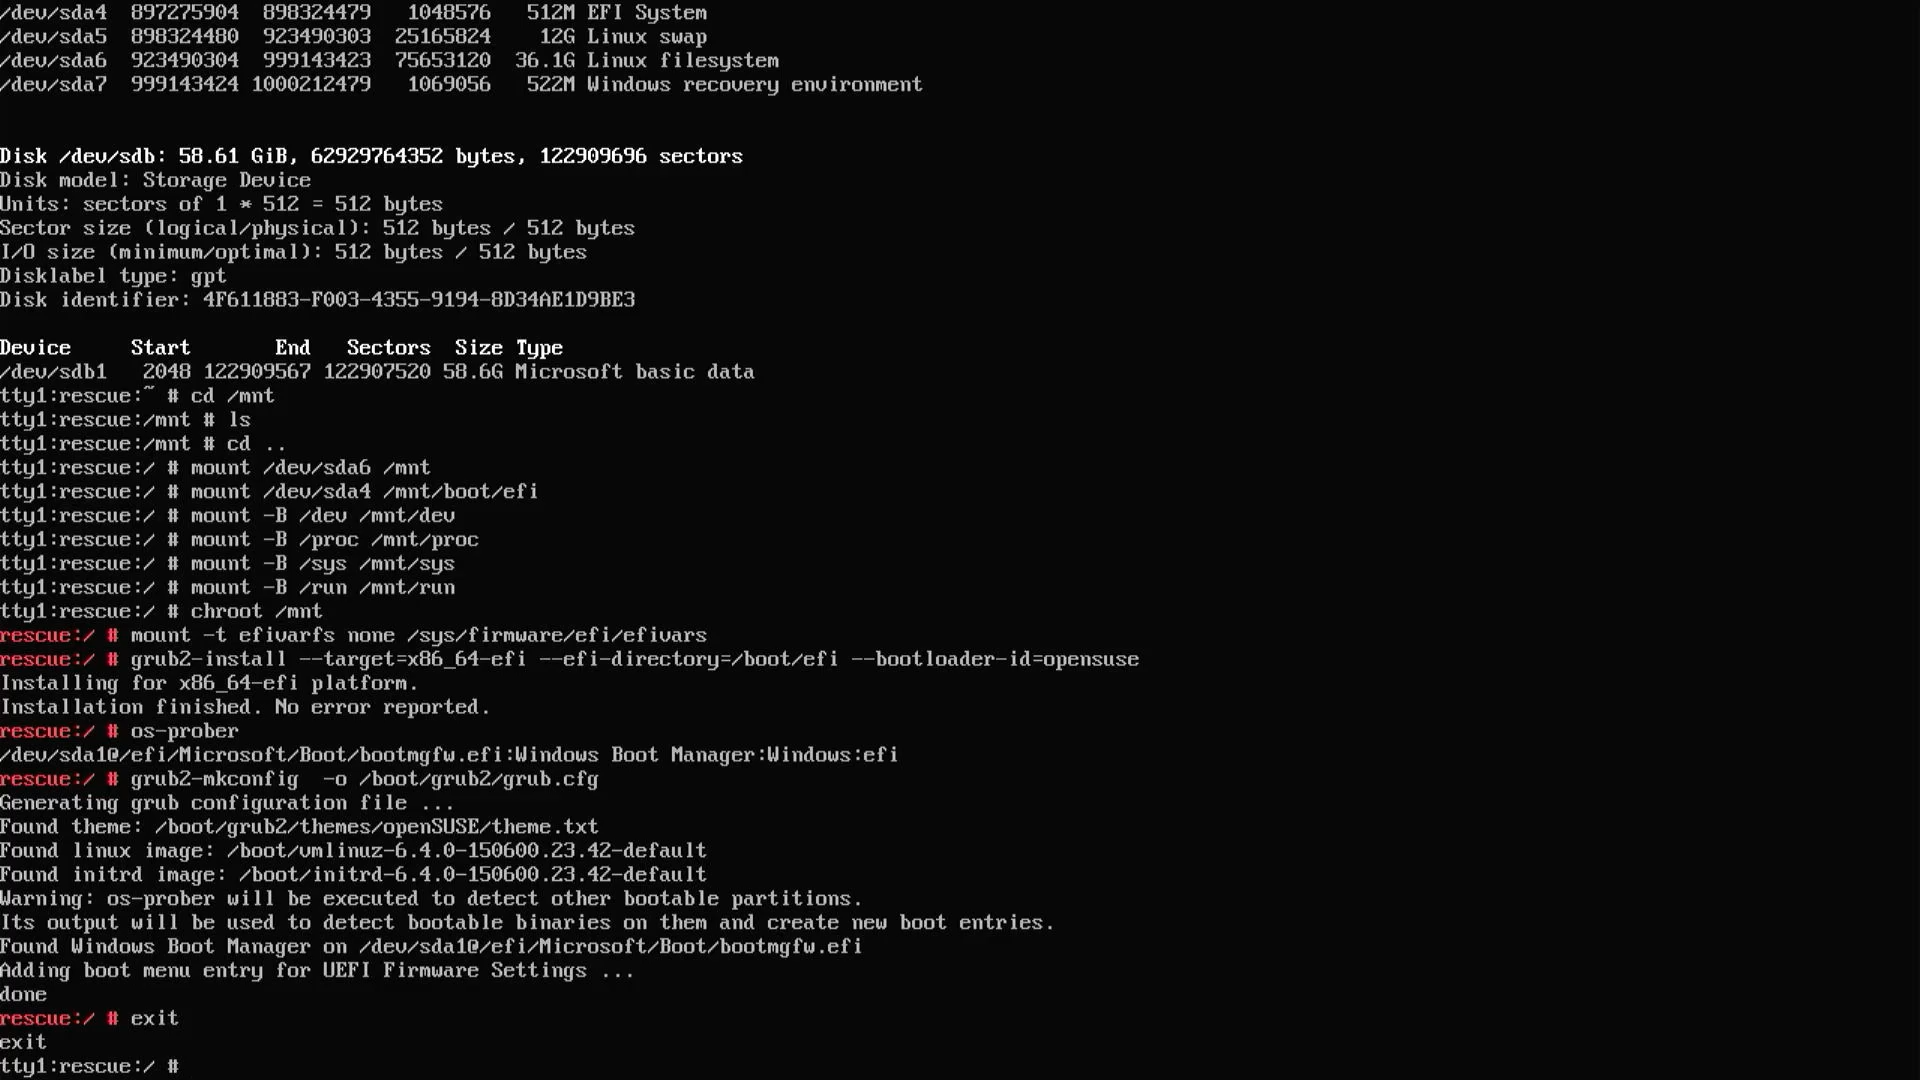 /dev/sda4  897275904  898324479   1048576   512M EFI System
/dev/sda5  898324480  923490303  25165824    12G Linux swap
/dev/sda6  923490304  999143423  75653120  36.1G Linux filesystem
/dev/sda7  999143424 1000212479   1069056   522M Windows recovery environment
Disk /dev/sdb: 58.61 GiB, 62929764352 bytes, 122909696 sectors
Disk model: Storage Device
Units: sectors of 1 * 512 = 512 bytes
Sector size (logical/physical): 512 bytes / 512 bytes
I/O size (minimum/optimal): 512 bytes / 512 bytes
Disklabel type: gpt
Disk identifier: 4F611883-F003-4355-9194-8D34AE1D9BE3
Device     Start       End   Sectors  Size Type
/dev/sdb1   2048 122909567 122907520 58.6G Microsoft basic data
tty1:rescue:~ # cd /mnt
tty1:rescue:/mnt # ls
tty1:rescue:/mnt # cd ..
tty1:rescue:/ # mount /dev/sda6 /mnt
tty1:rescue:/ # mount /dev/sda4 /mnt/boot/efi
tty1:rescue:/ # mount -B /dev /mnt/dev
tty1:rescue:/ # mount -B /proc /mnt/proc
tty1:rescue:/ # mount -B /sys /mnt/sys
tty1:rescue:/ # mount -B /run /mnt/run
tty1:rescue:/ # chroot /mnt
rescue:/ # mount -t efivarfs none /sys/firmware/efi/efivars
rescue:/ # grub2-install --target=x86_64-efi --efi-directory=/boot/efi --bootloader-id=opensuse
Installing for x86_64-efi platform.
Installation finished. No error reported.
rescue:/ # os-prober
/dev/sda1@/efi/Microsoft/Boot/bootmgfw.efi:Windows Boot Manager:Windows:efi
rescue:/ # grub2-mkconfig  -o /boot/grub2/grub.cfg
Generating grub configuration file ...
Found theme: /boot/grub2/themes/openSUSE/theme.txt
Found linux image: /boot/vmlinuz-6.4.0-150600.23.42-default
Found initrd image: /boot/initrd-6.4.0-150600.23.42-default
Warning: os-prober will be executed to detect other bootable partitions.
Its output will be used to detect bootable binaries on them and create new boot entries.
Found Windows Boot Manager on /dev/sda1@/efi/Microsoft/Boot/bootmgfw.efi
Adding boot menu entry for UEFI Firmware Settings ...
done
rescue:/ # exit
exit
tty1:rescue:/ #